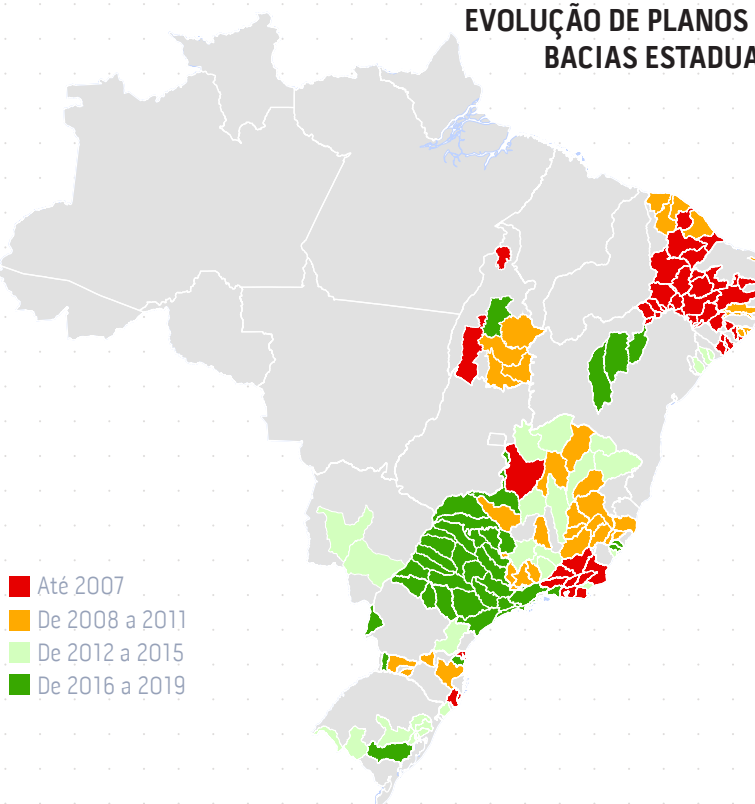 EVOLUÇÃO DE PLANOS
BACIAS ESTADUA
Até 2007
De 2008 a 2011
De 2012 a 2015
De 2016 a 2019